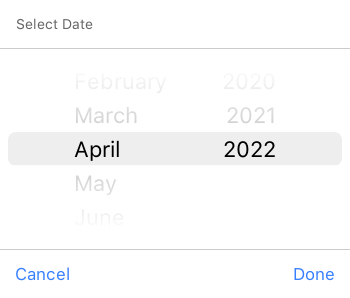 Select Date
February 2020
March 2021
April 2022
May
June
Cancel Done